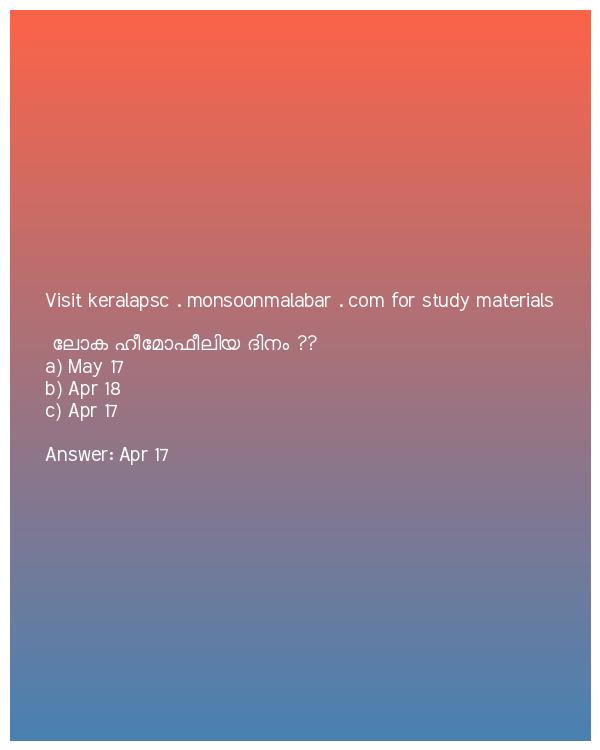 Visit keralapsc . monsoonmalabar . com for study materials
ലോക ഹീമോഫീലിയ ദിനം ??
a) May 17
b) Apr 18
c) Apr 17
Answer: Apr 17